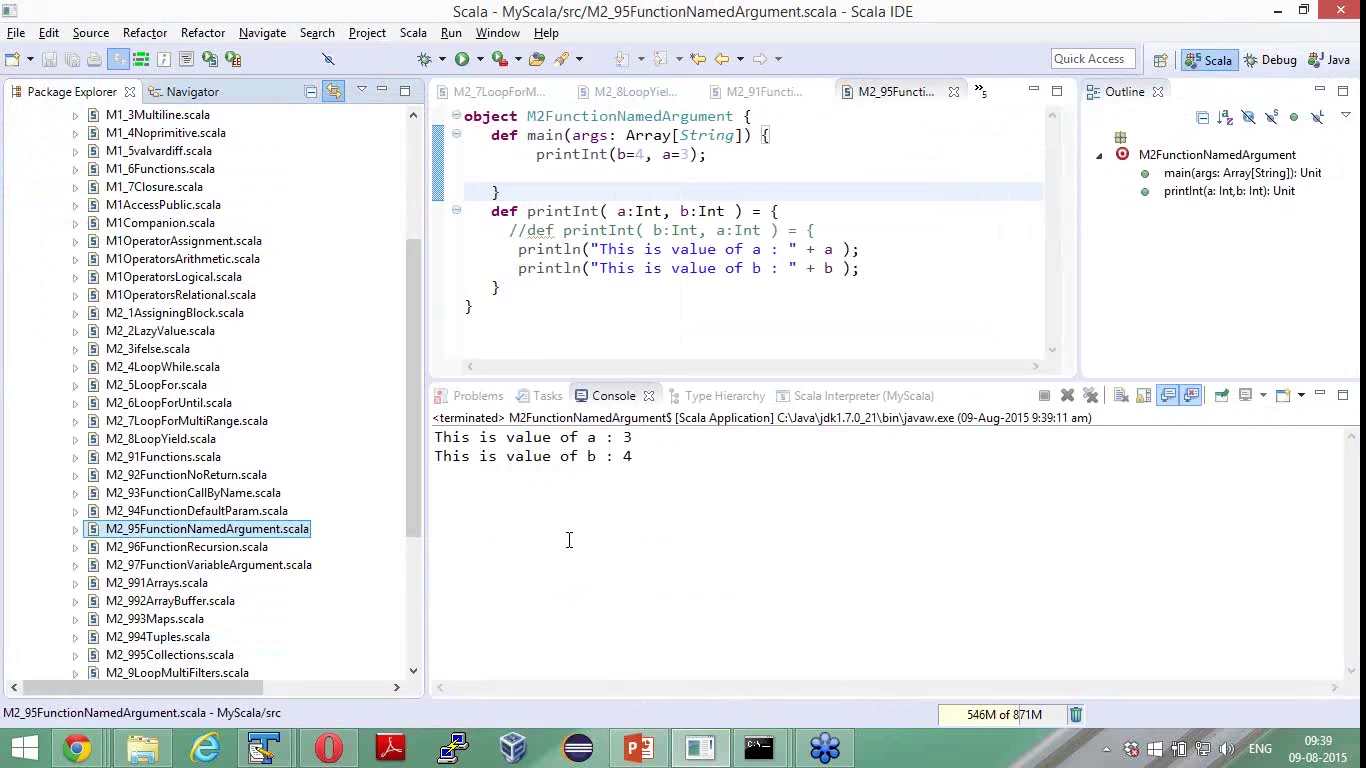 Scala - MyScala/src/M2_95FunctionNamedArgument.scala - Scala IDE
File Edit Source Refactor Refactor Navigate Search Project Scala Run Window Help
Quick Access Scala Debug Java
Package Explorer Navigator
M1_3Multiline.scala
M1_4Noprimitive.scala
M1_5valvardiff.scala
M1_6Functions.scala
M1_7Closure.scala
M1AccessPublic.scala
M1Companion.scala
M1OperatorAssignment.scala
M1OperatorsArithmetic.scala
M1OperatorsLogical.scala
M1OperatorsRelational.scala
M2_1AssigningBlock.scala
M2_2LazyValue.scala
M2_3ifelse.scala
M2_4LoopWhile.scala
M2_5LoopFor.scala
M2_6LoopForUntil.scala
M2_7LoopForMultiRange.scala
M2_8LoopYield.scala
M2_91Functions.scala
M2_92FunctionNoReturn.scala
M2_93FunctionCallByName.scala
M2_94FunctionDefaultParam.scala
M2_95FunctionNamedArgument.scala
M2_96FunctionRecursion.scala
M2_97FunctionVariableArgument.scala
M2_991Arrays.scala
M2_992ArrayBuffer.scala
M2_993Maps.scala
M2_994Tuples.scala
M2_995Collections.scala
M2_9LoopMultiFilters.scala
M2_7LoopForM... M2_8LoopYiel... M2_91Functio... M2_95Functi... »5
object M2FunctionNamedArgument {
def main(args: Array[String]) {
printInt(b=4, a=3);
}
def printInt( a:Int, b:Int ) = {
//def printInt( b:Int, a:Int ) = {
println("This is value of a : " + a );
println("This is value of b : " + b );
}
}
Outline
M2FunctionNamedArgument
main(args: Array[String]): Unit
printInt(a: Int,b: Int): Unit
Problems Tasks Console Type Hierarchy Scala Interpreter (MyScala)
<terminated> M2FunctionNamedArgument$ [Scala Application] C:\Java\jdk1.7.0_21\bin\javaw.exe (09-Aug-2015 9:39:11 am)
This is value of a : 3
This is value of b : 4
M2_95FunctionNamedArgument.scala - MyScala/src
546M of 871M
ENG
09:39
09-08-2015